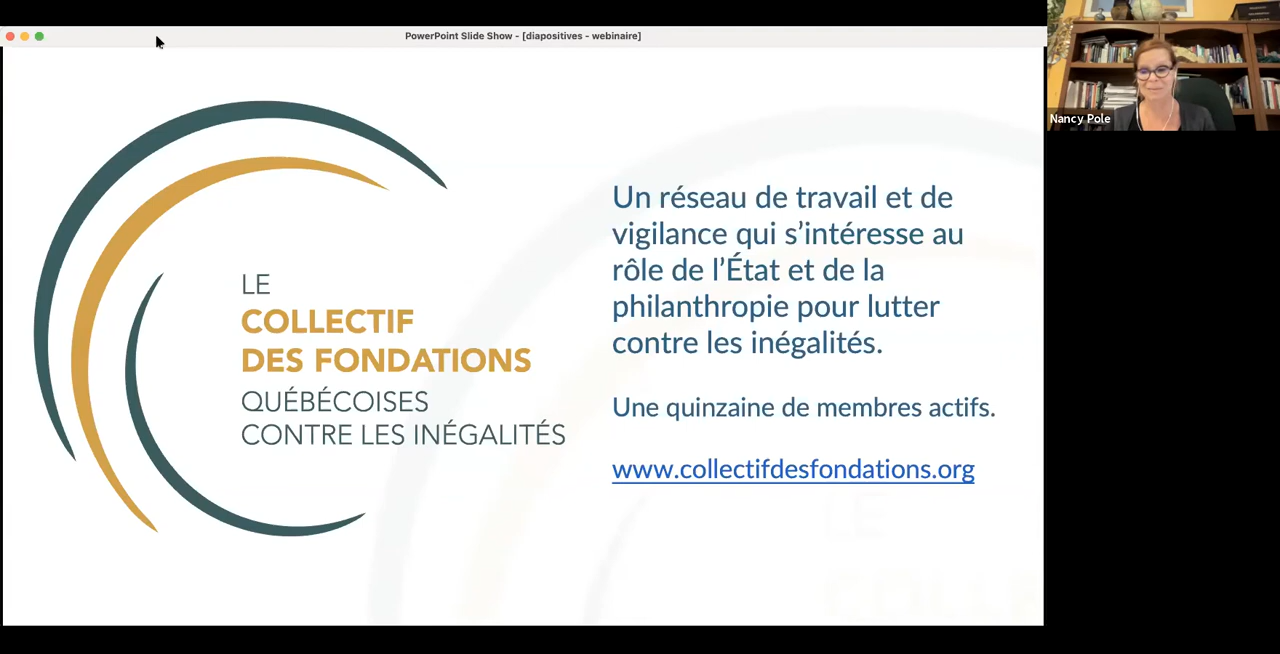 PowerPoint Slide Show - [diapositives - webinaire]
Nancy Pole
LE
COLLECTIF
DES FONDATIONS
QUÉBÉCOISES
CONTRE LES INÉGALITÉS
Un réseau de travail et de
vigilance qui s’intéresse au
rôle de l’État et de la
philanthropie pour lutter
contre les inégalités.
Une quinzaine de membres actifs.
www.collectifdesfondations.org